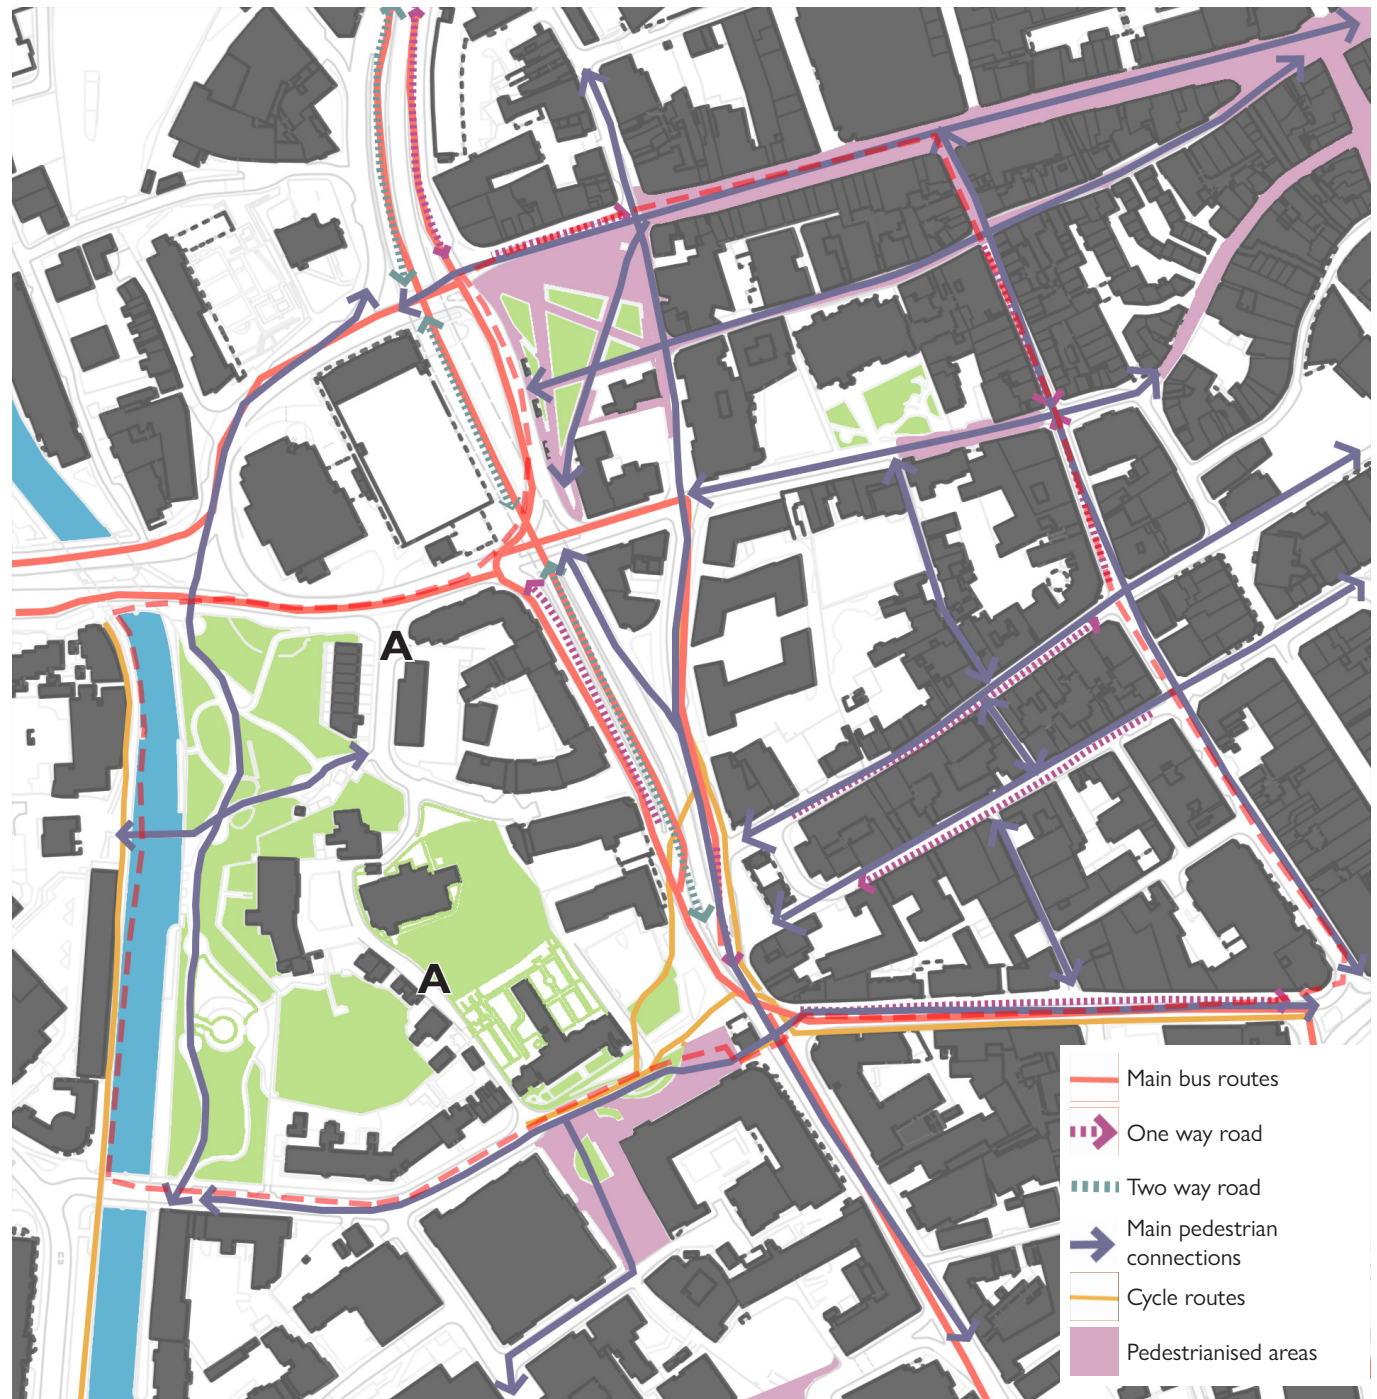 A
A
Main bus routes
One way road
Two way road
Main pedestrian
connections
Cycle routes
Pedestrianised areas